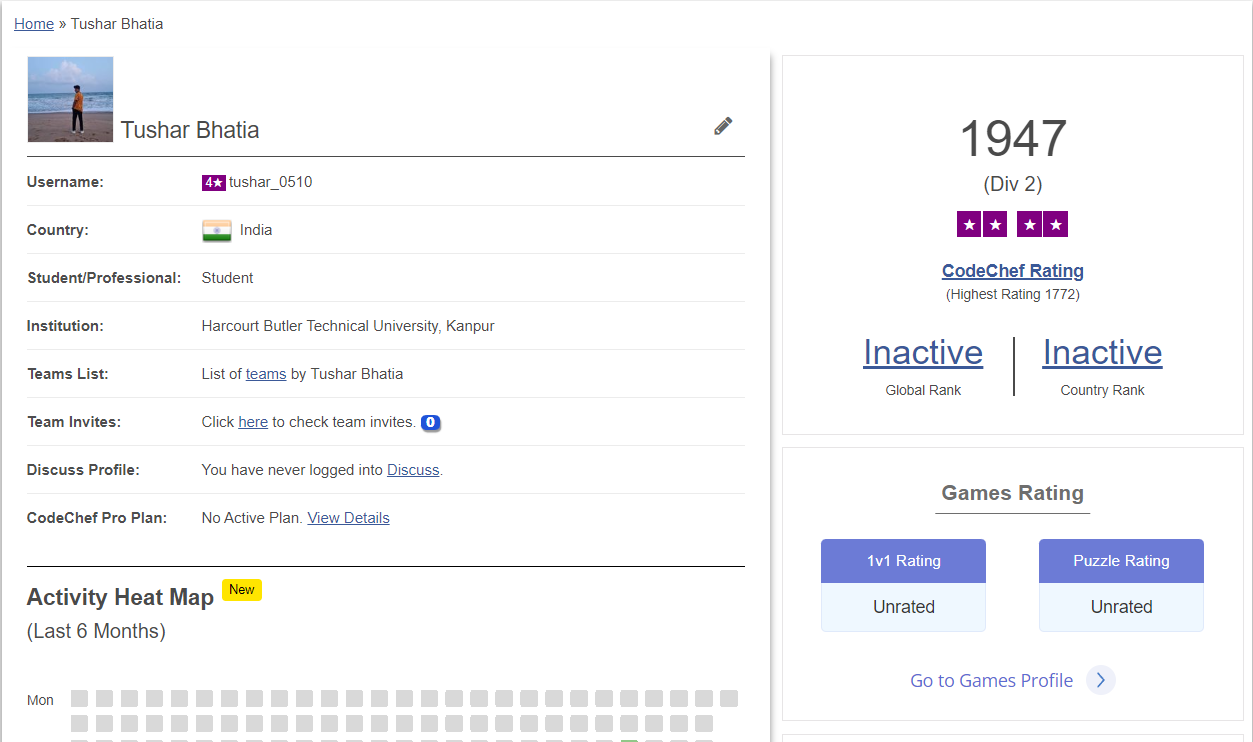 Home » Tushar Bhatia
Tushar Bhatia
Username: 4★ tushar_0510
Country: India
Student/Professional: Student
Institution: Harcourt Butler Technical University, Kanpur
Teams List: List of teams by Tushar Bhatia
Team Invites: Click here to check team invites. 0
Discuss Profile: You have never logged into Discuss.
CodeChef Pro Plan: No Active Plan. View Details
Activity Heat Map New
(Last 6 Months)
Mon
1947
(Div 2)
★★ ★★
CodeChef Rating
(Highest Rating 1772)
Inactive Inactive
Global Rank Country Rank
Games Rating
1v1 Rating Puzzle Rating
Unrated Unrated
Go to Games Profile